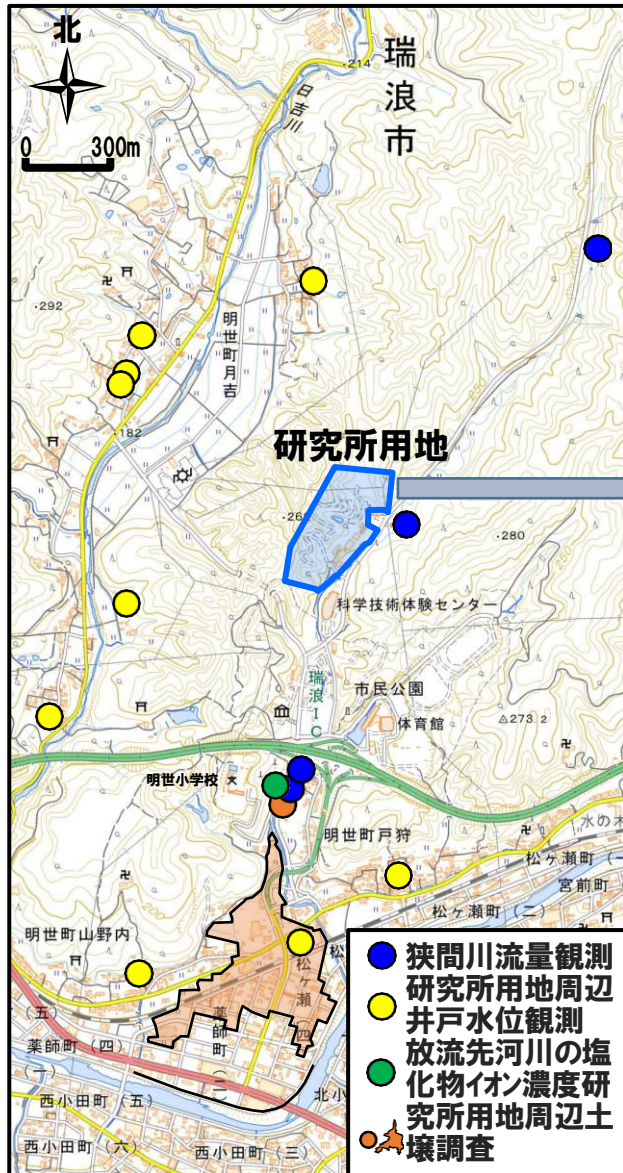 北
0 300m
瑞浪市
・214
日吉川
・292
明世町月吉
・182
研究所用地
・280
科学技術体験センター
瑞浪IC
市民公園
体育館
△273.2
明世小学校
明世町戸狩
松ヶ瀬町(一
宮前町
松ヶ瀬町(二)
明世町山野内
松ヶ瀬
四
薬師町(二)
(五)
薬師町(四)
(一)
西小田町(五)
西小田町(六)
西小田町(三)
北小
狭間川流量観測
研究所用地周辺
井戸水位観測
放流先河川の塩
化物イオン濃度研
究所用地周辺土
壌調査